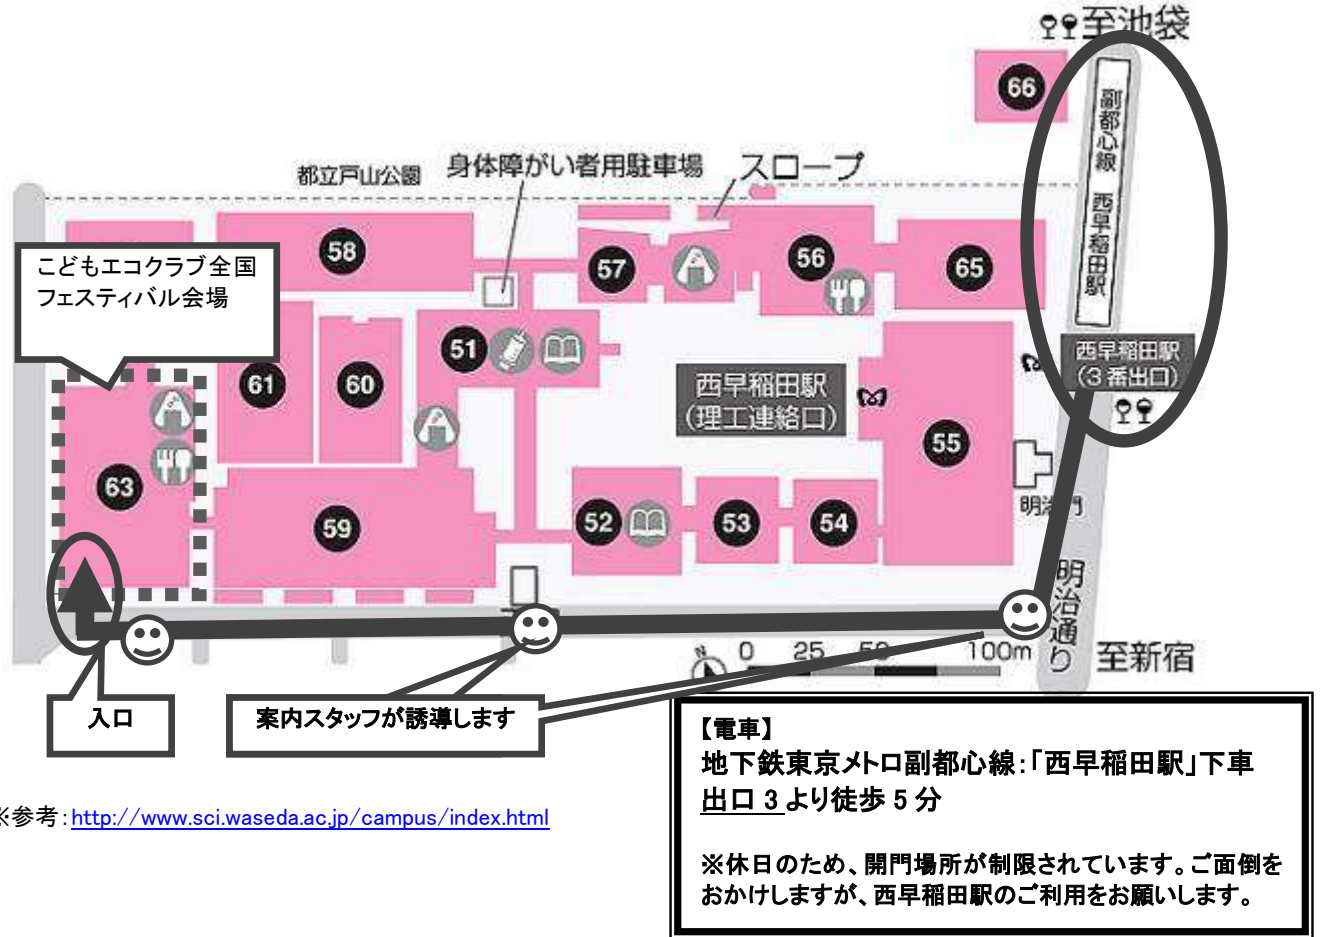 至池袋
66
副都心線 西早稲田駅
都立戸山公園
身体障がい者用駐車場
スロープ
58
57
56
65
こどもエコクラブ全国
フェスティバル会場
51
61
60
西早稲田駅
(理工連絡口)
西早稲田駅
(3番出口)
55
63
59
52
53
54
明治門
明治通り
至新宿
N
0 25 50 100m
入口
案内スタッフが誘導します
【電車】
地下鉄東京メトロ副都心線:「西早稲田駅」下車
出口 3 より徒歩 5 分
※休日のため、開門場所が制限されています。ご面倒を
おかけしますが、西早稲田駅のご利用をお願いします。
※参考:http://www.sci.waseda.ac.jp/campus/index.html